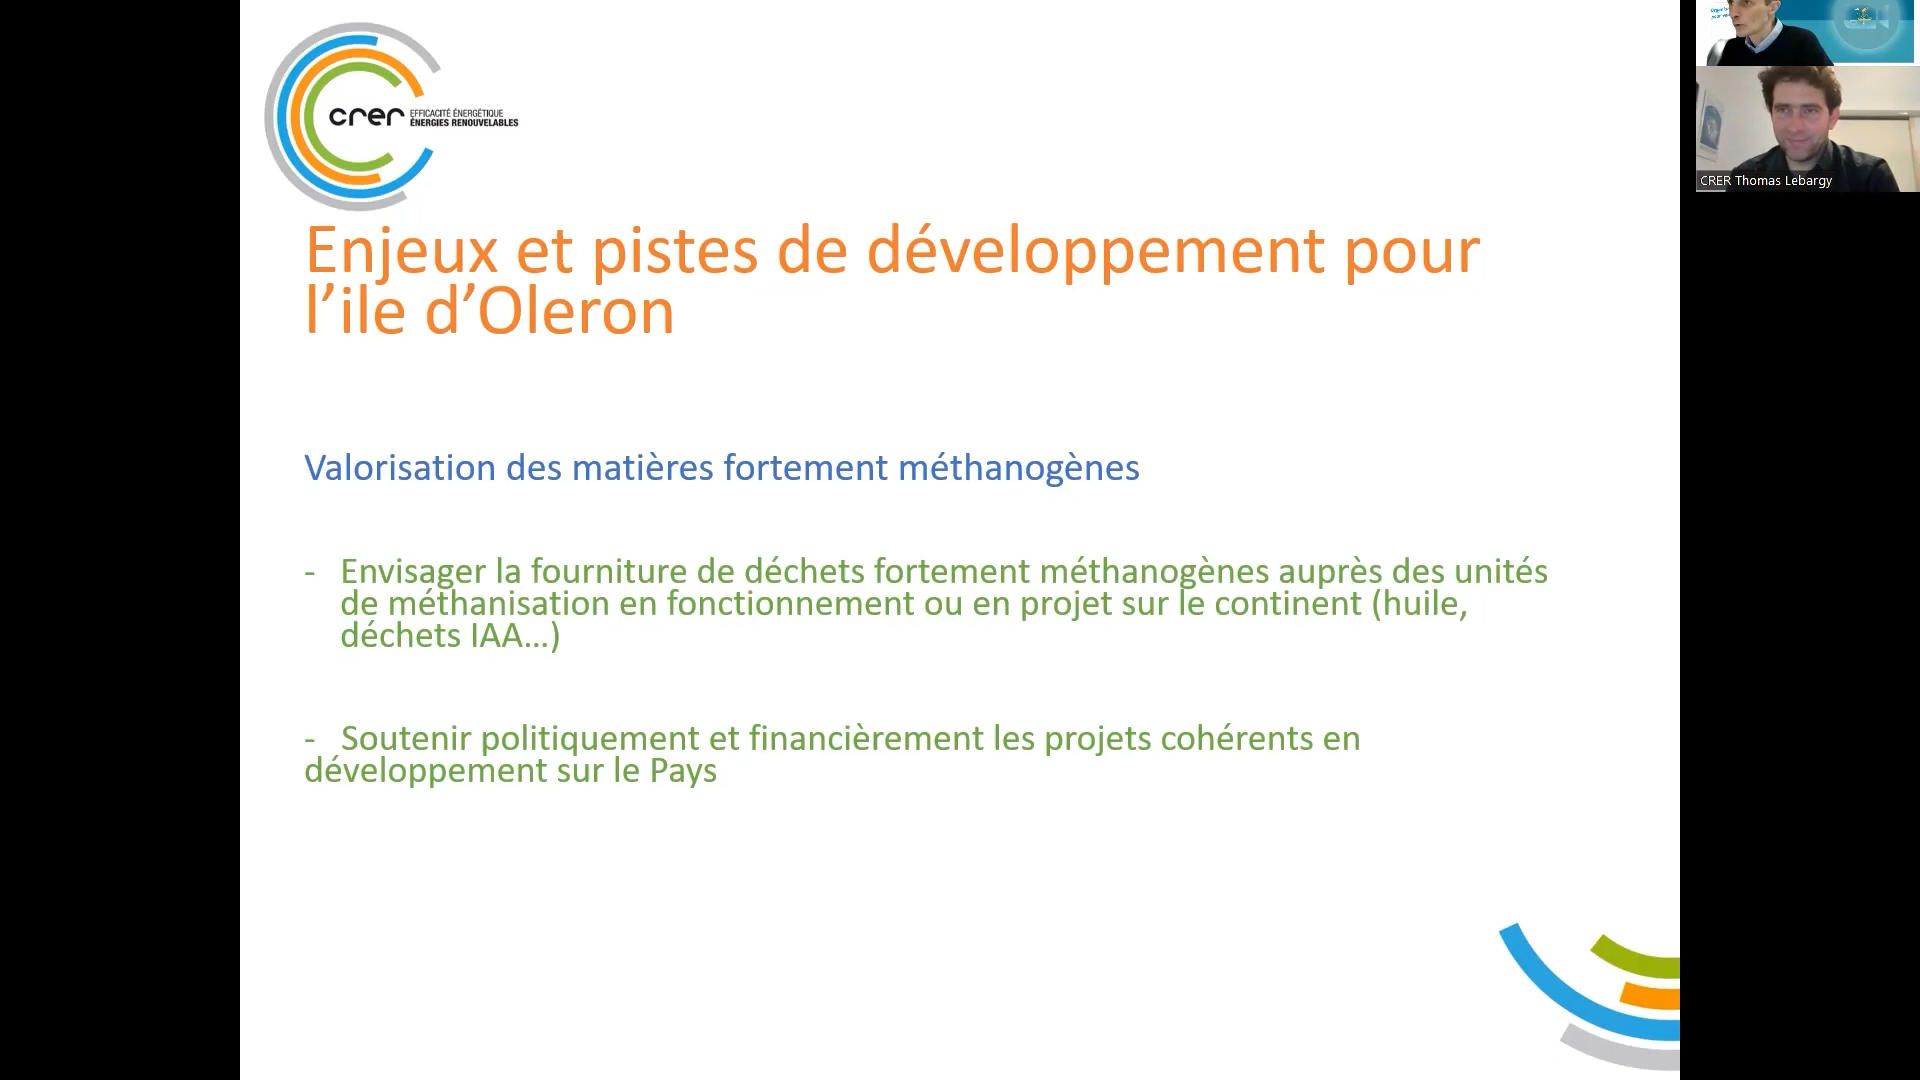 crer EFFICACITÉ ÉNERGÉTIQUE
ÉNERGIES RENOUVELABLES
Enjeux et pistes de développement pour
l’ile d’Oleron
Valorisation des matières fortement méthanogènes
- Envisager la fourniture de déchets fortement méthanogènes auprès des unités
de méthanisation en fonctionnement ou en projet sur le continent (huile,
déchets IAA…)
- Soutenir politiquement et financièrement les projets cohérents en
développement sur le Pays
CRER Thomas Lebargy